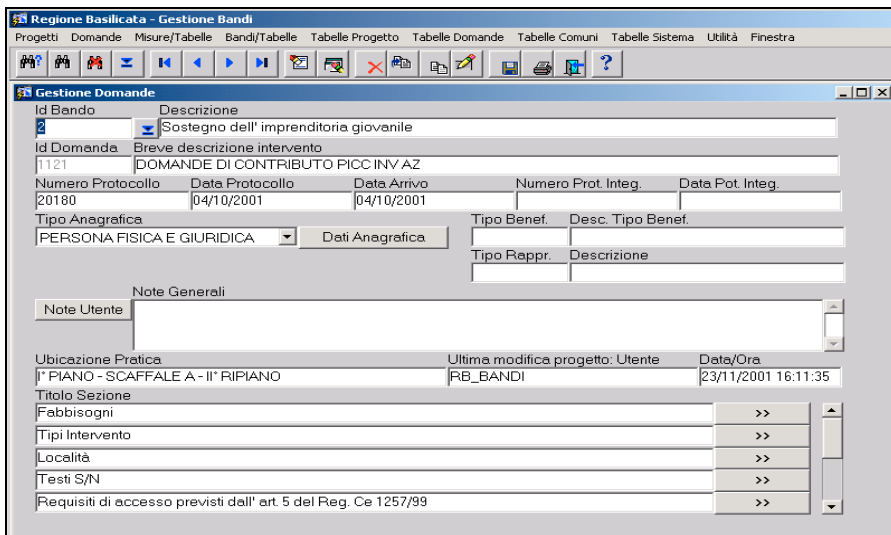 Regione Basilicata - Gestione Bandi
Progetti Domande Misure/Tabelle Bandi/Tabelle Tabelle Progetto Tabelle Domande Tabelle Comuni Tabelle Sistema Utilità Finestra
Gestione Domande
Id Bando Descrizione
2 Sostegno dell' imprenditoria giovanile
Id Domanda Breve descrizione intervento
1121 DOMANDE DI CONTRIBUTO PICC INV AZ
Numero Protocollo Data Protocollo Data Arrivo Numero Prot. Integ. Data Pot. Integ.
20180 04/10/2001 04/10/2001
Tipo Anagrafica Tipo Benef. Desc. Tipo Benef.
PERSONA FISICA E GIURIDICA Dati Anagrafica
Tipo Rappr. Descrizione
Note Generali
Note Utente
Ubicazione Pratica Ultima modifica progetto: Utente Data/Ora
I° PIANO - SCAFFALE A - II° RIPIANO RB_BANDI 23/11/2001 16:11:35
Titolo Sezione
Fabbisogni >>
Tipi Intervento >>
Località >>
Testi S/N >>
Requisiti di accesso previsti dall' art. 5 del Reg. Ce 1257/99 >>